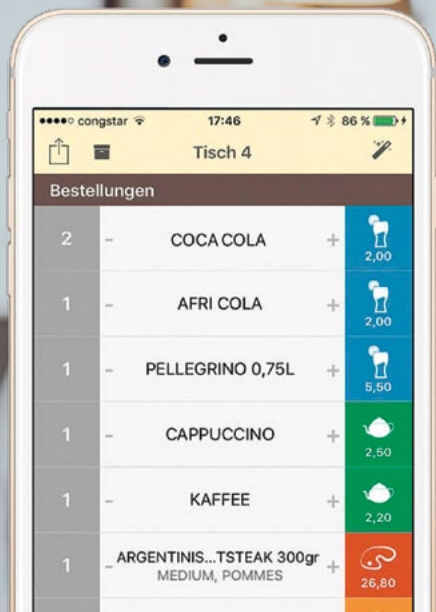 congstar 17:46 86 %
Tisch 4
Bestellungen
2 - COCA COLA + 2,00
1 - AFRI COLA + 2,00
1 - PELLEGRINO 0,75L + 5,50
1 - CAPPUCCINO + 2,50
1 - KAFFEE + 2,20
1 - ARGENTINIS...TSTEAK 300gr + 26,80
MEDIUM, POMMES